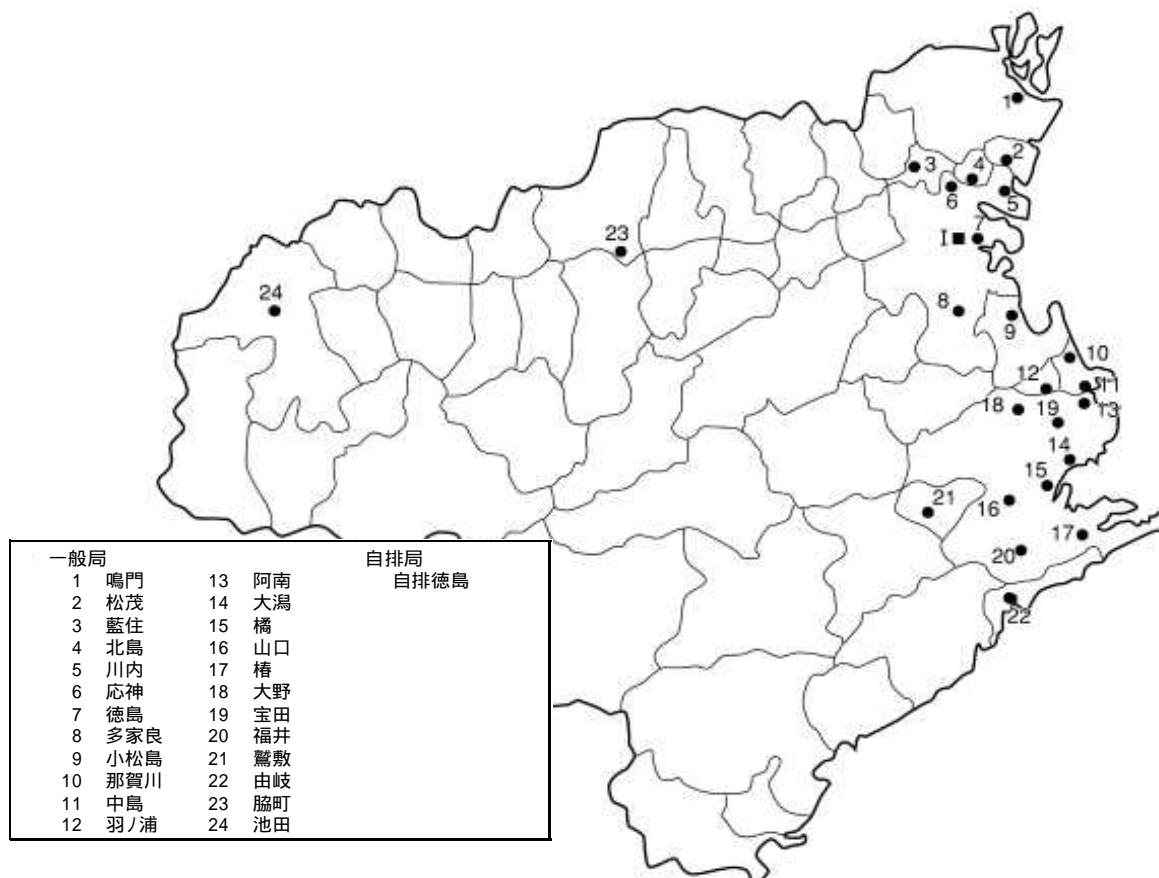 1
2
3
4
6
5
I
7
23
24
8
9
10
12
11
18
19
13
14
15
21
16
17
20
22
一般局 自排局
1 鳴門 13 阿南 自排徳島
2 松茂 14 大潟
3 藍住 15 橘
4 北島 16 山口
5 川内 17 椿
6 応神 18 大野
7 徳島 19 宝田
8 多家良 20 福井
9 小松島 21 鷲敷
10 那賀川 22 由岐
11 中島 23 脇町
12 羽ノ浦 24 池田